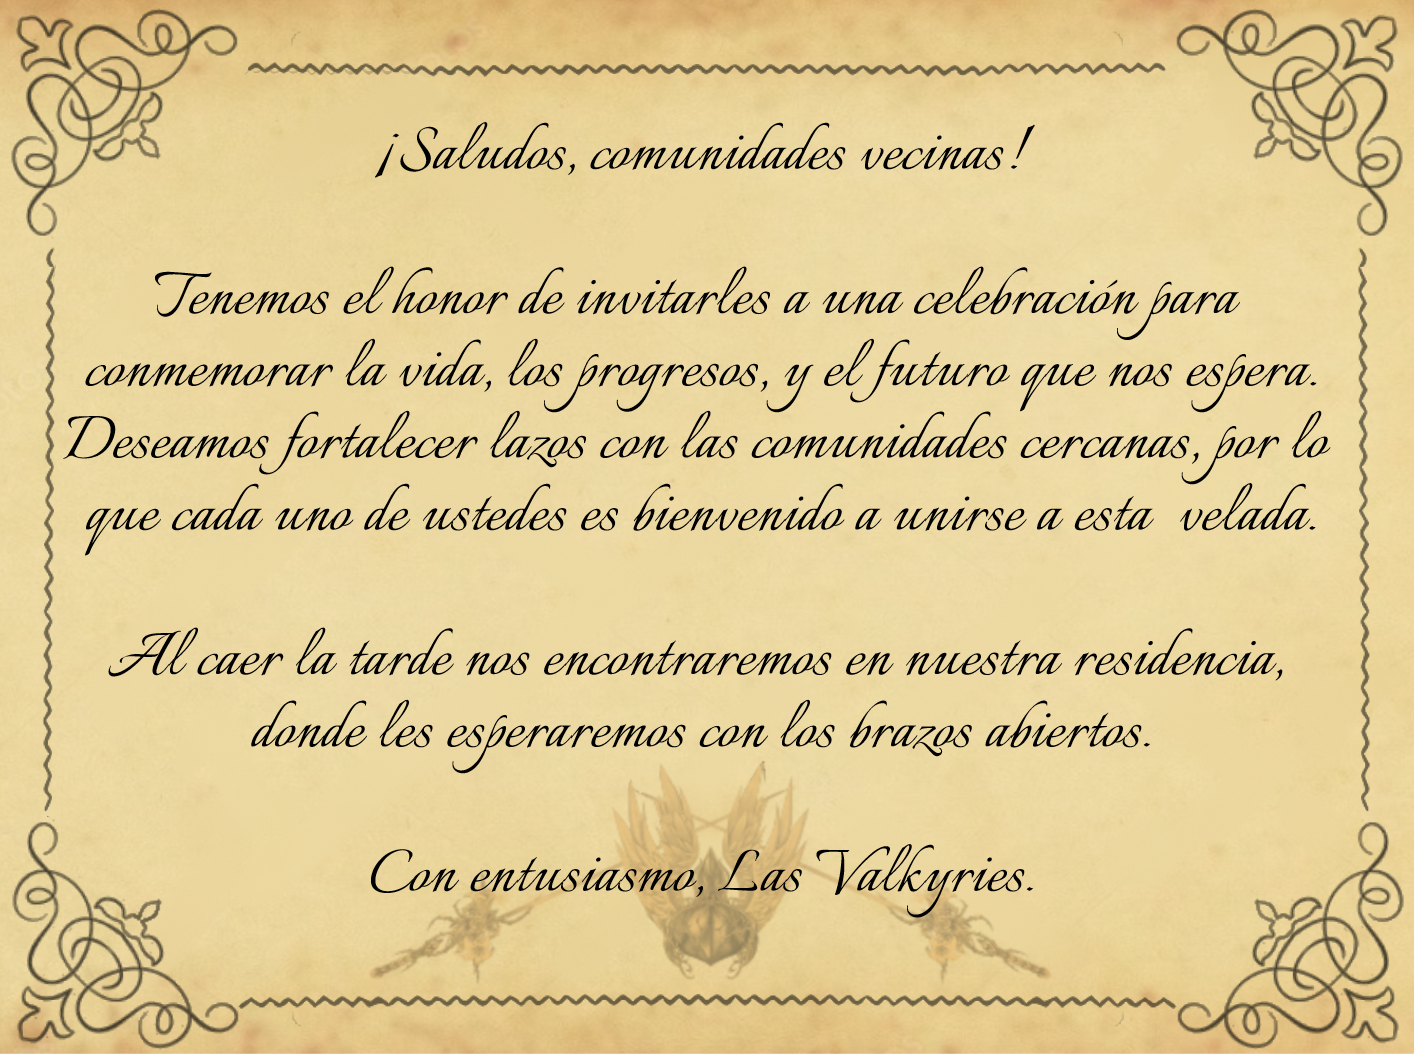 ¡Saludos, comunidades vecinas!
Tenemos el honor de invitarles a una celebración para
conmemorar la vida, los progresos, y el futuro que nos espera.
Deseamos fortalecer lazos con las comunidades cercanas, por lo
que cada uno de ustedes es bienvenido a unirse a esta  velada.
Al caer la tarde nos encontraremos en nuestra residencia,
donde les esperaremos con los brazos abiertos.
Con entusiasmo, Las Valkyries.